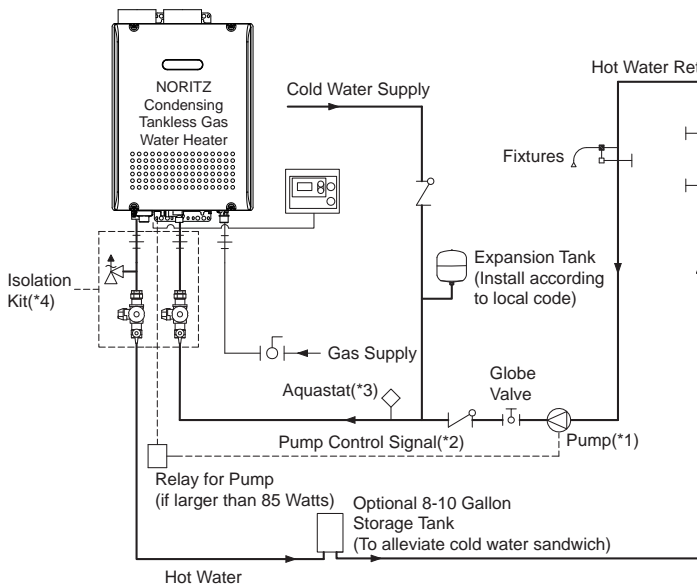 NORITZ
Condensing
Tankless Gas
Water Heater
Cold Water Supply
Hot Water Ret
Fixtures
Isolation
Kit(*4)
Expansion Tank
(Install according
to local code)
Gas Supply
Globe
Valve
Aquastat(*3)
Pump Control Signal(*2)
Pump(*1)
Relay for Pump
(if larger than 85 Watts)
Optional 8-10 Gallon
Storage Tank
(To alleviate cold water sandwich)
Hot Water